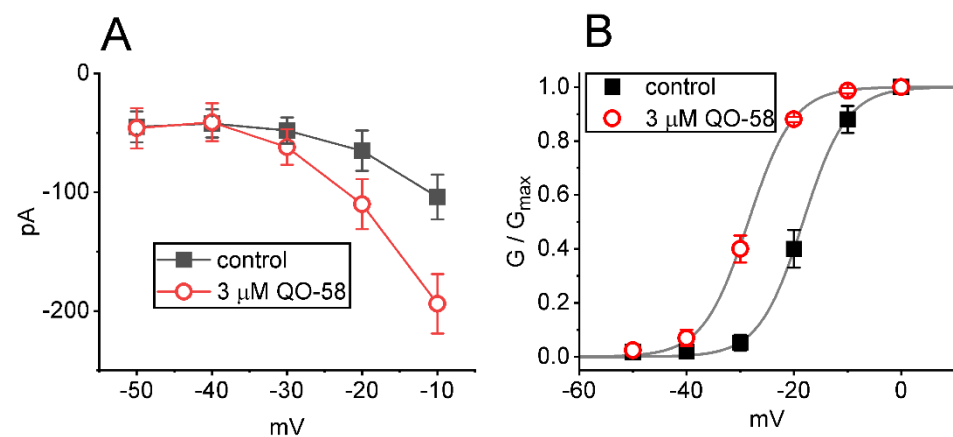 A
0
-100
-200
pA
control
3 μM QO-58
-50 -40 -30 -20 -10
mV
B
1.0
0.8
0.6
0.4
0.2
0.0
G / Gmax
control
3 μM QO-58
-60 -40 -20 0
mV